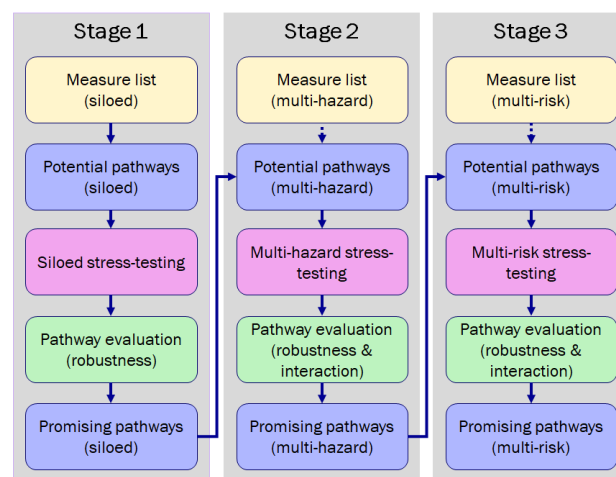 Stage 1
Measure list
(siloed)
Potential pathways
(siloed)
Siloed stress-testing
Pathway evaluation
(robustness)
Promising pathways
(siloed)
Stage 2
Measure list
(multi-hazard)
Potential pathways
(multi-hazard)
Multi-hazard stress-
testing
Pathway evaluation
(robustness &
interaction)
Promising pathways
(multi-hazard)
Stage 3
Measure list
(multi-risk)
Potential pathways
(multi-risk)
Multi-risk stress-
testing
Pathway evaluation
(robustness &
interaction)
Promising pathways
(multi-risk)